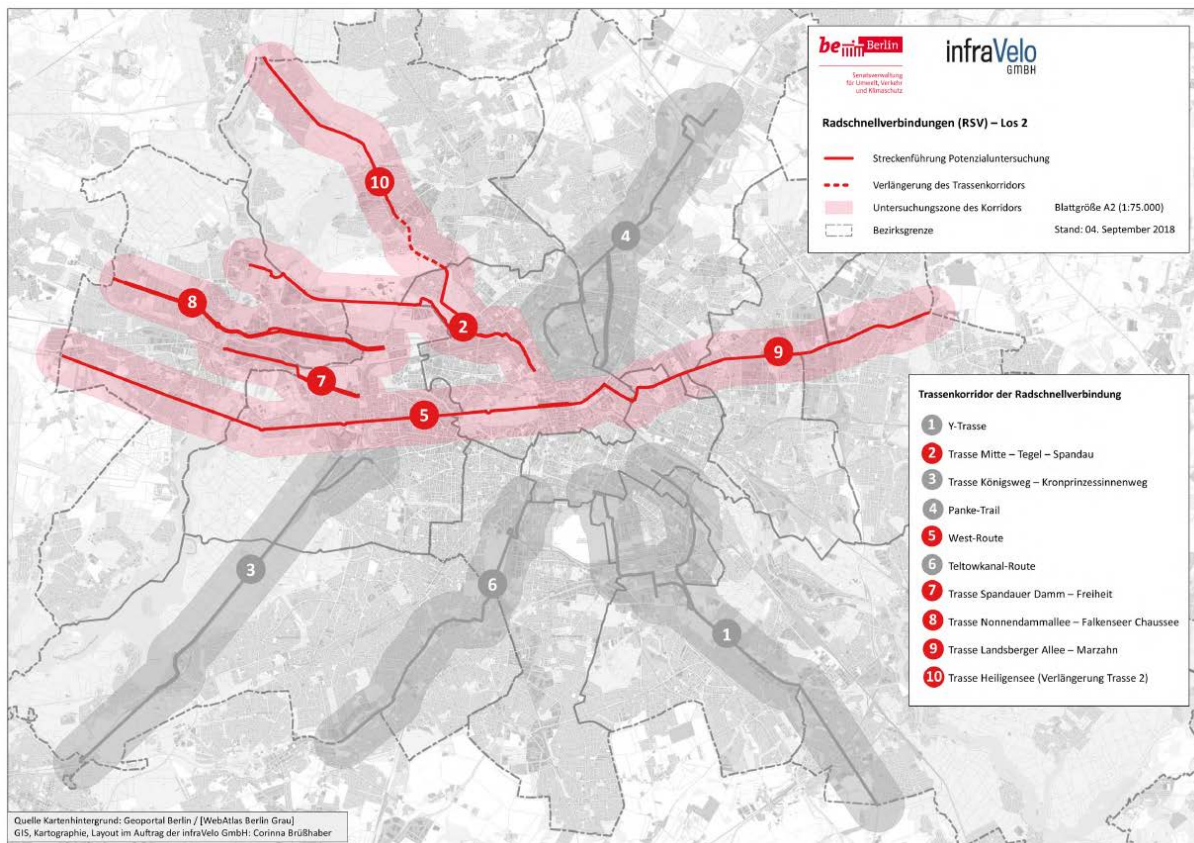 be Berlin
Senatsverwaltung
für Umwelt, Verkehr
und Klimaschutz
infraVelo
GMBH
Radschnellverbindungen (RSV) – Los 2
Streckenführung Potenzialuntersuchung
Verlängerung des Trassenkorridors
Untersuchungszone des Korridors
Blattgröße A2 (1:75.000)
Bezirksgrenze
Stand: 04. September 2018
10
4
8
2
7
9
5
3
6
1
Trassenkorridor der Radschnellverbindung
1 Y-Trasse
2 Trasse Mitte – Tegel – Spandau
3 Trasse Königsweg – Kronprinzessinnenweg
4 Panke-Trail
5 West-Route
6 Teltowkanal-Route
7 Trasse Spandauer Damm – Freiheit
8 Trasse Nonnendammallee – Falkenseer Chaussee
9 Trasse Landsberger Allee – Marzahn
10 Trasse Heiligensee (Verlängerung Trasse 2)
Quelle Kartenhintergrund: Geoportal Berlin / [WebAtlas Berlin Grau]
GIS, Kartographie, Layout im Auftrag der infraVelo GmbH: Corinna Brüßhaber